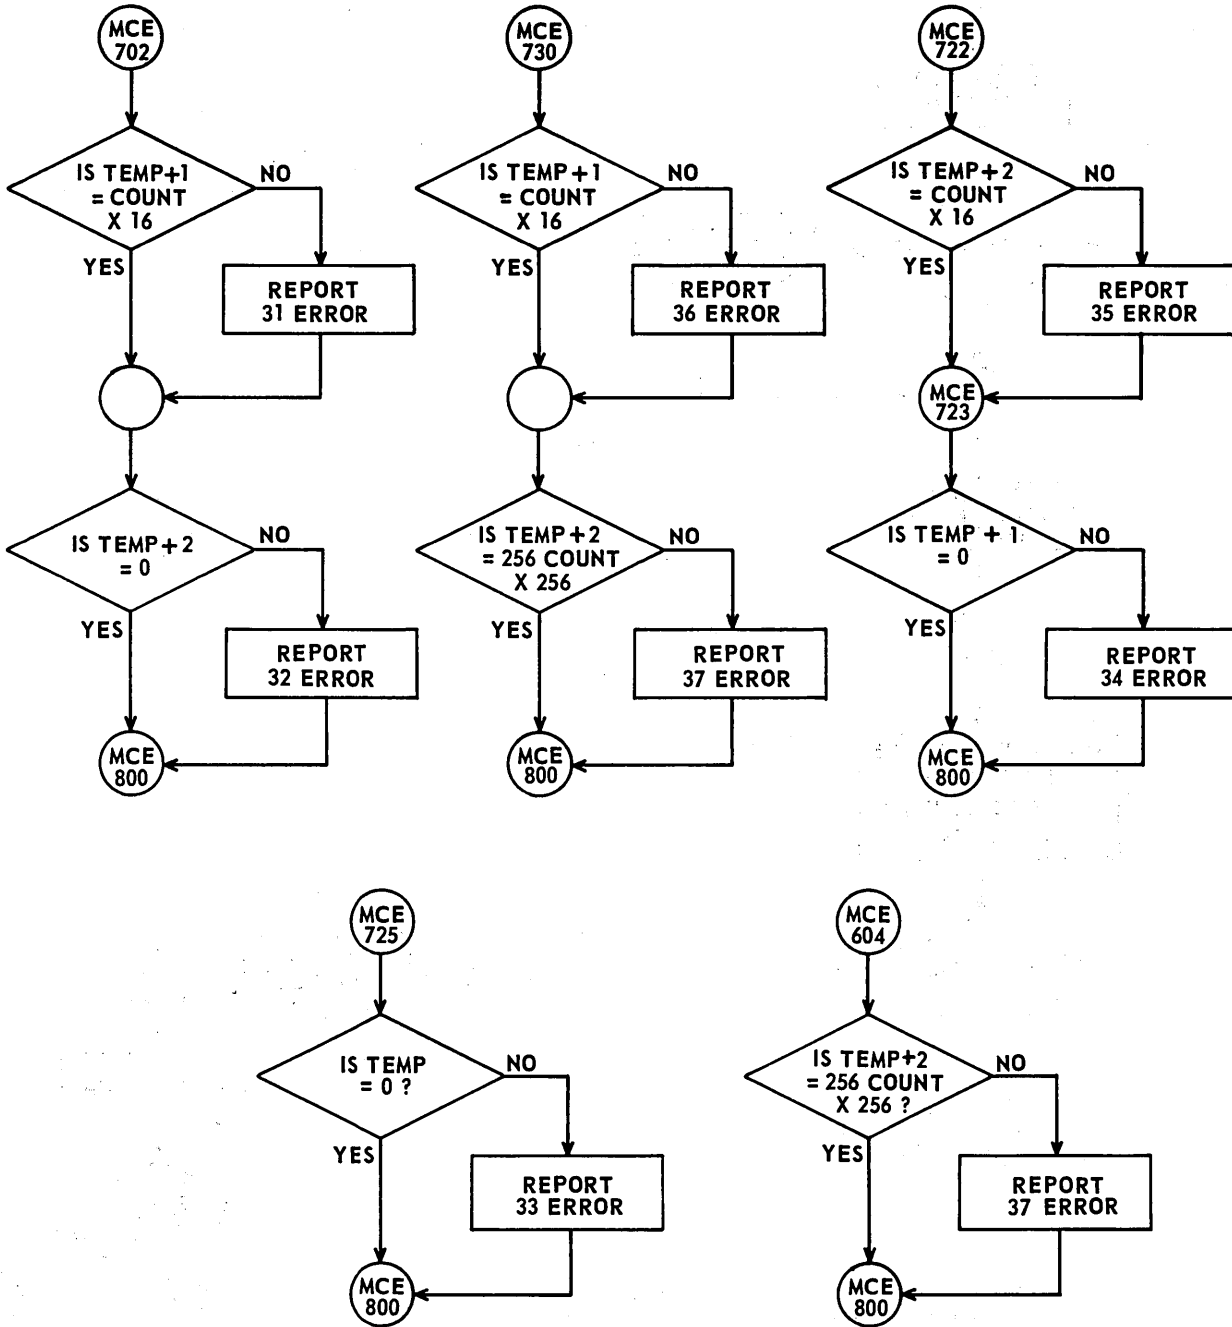 MCE
702
IS TEMP+1
= COUNT
X 16
NO
YES
REPORT
31 ERROR
IS TEMP+2
= 0
NO
YES
REPORT
32 ERROR
MCE
800
MCE
730
IS TEMP+1
= COUNT
X 16
NO
YES
REPORT
36 ERROR
IS TEMP+2
= 256 COUNT
X 256
NO
YES
REPORT
37 ERROR
MCE
800
MCE
722
IS TEMP+2
= COUNT
X 16
NO
YES
REPORT
35 ERROR
MCE
723
IS TEMP + 1
= 0
NO
YES
REPORT
34 ERROR
MCE
800
MCE
725
IS TEMP
= 0 ?
NO
YES
REPORT
33 ERROR
MCE
800
MCE
604
IS TEMP+2
= 256 COUNT
X 256 ?
NO
YES
REPORT
37 ERROR
MCE
800